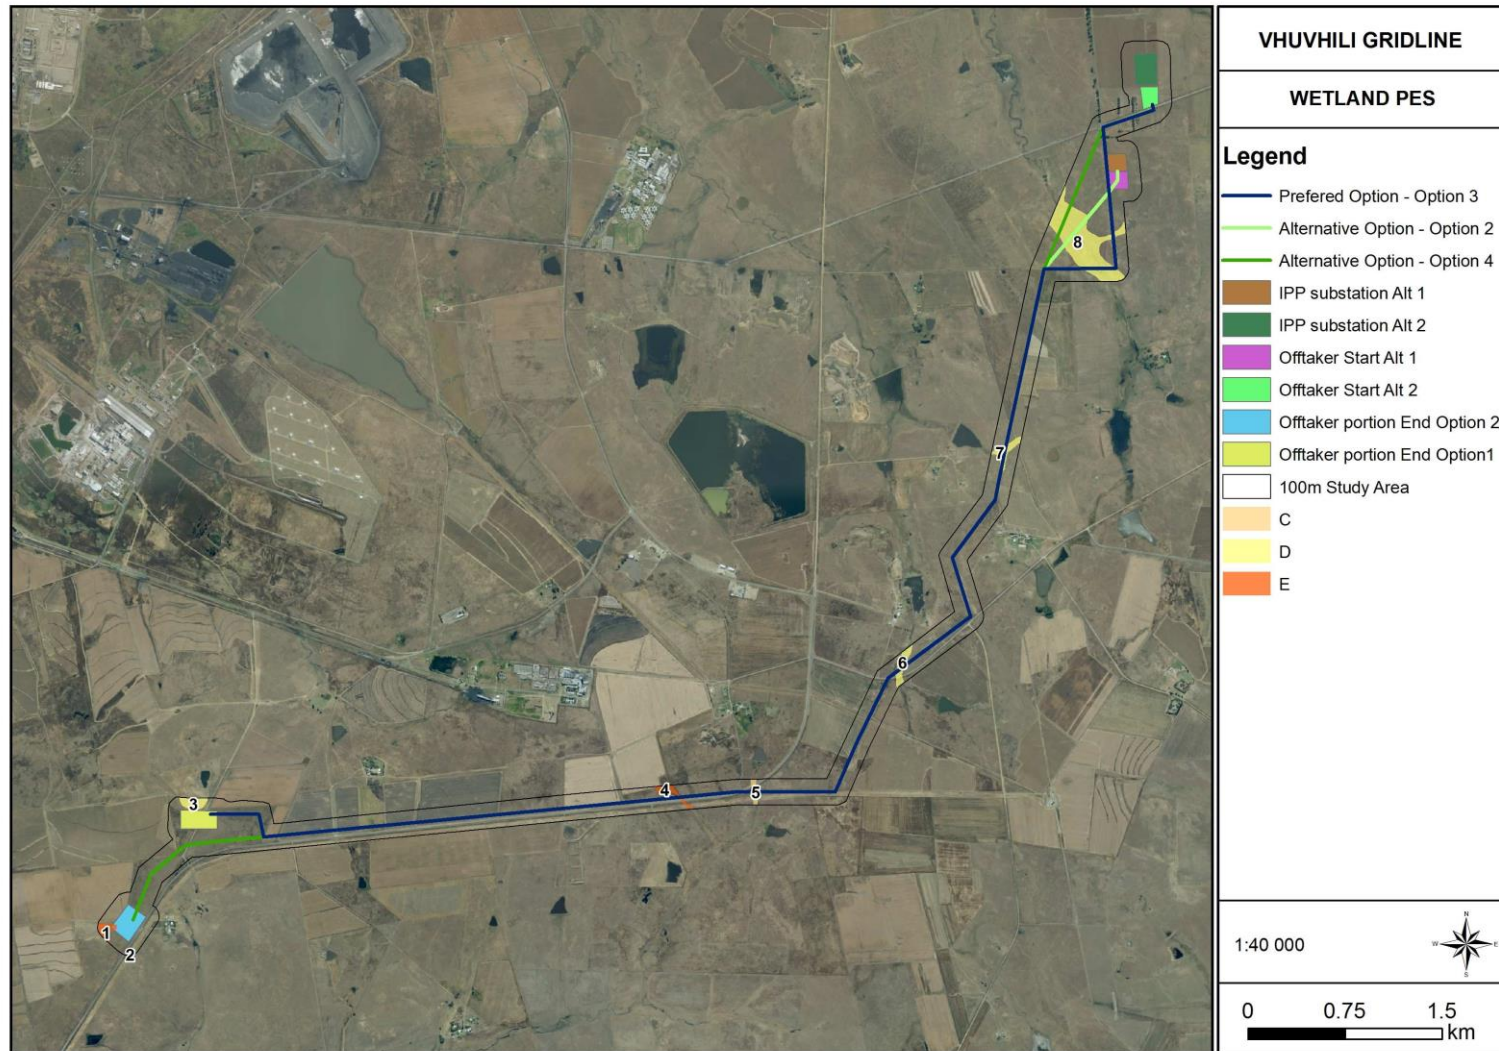 VHUVHILI GRIDLINE
WETLAND PES
Legend
Prefered Option - Option 3
Alternative Option - Option 2
Alternative Option - Option 4
IPP substation Alt 1
IPP substation Alt 2
Offtaker Start Alt 1
Offtaker Start Alt 2
Offtaker portion End Option 2
Offtaker portion End Option1
100m Study Area
C
D
E
8
7
6
5
4
3
1
2
1:40 000
N
W E
S
0 0.75 1.5
km